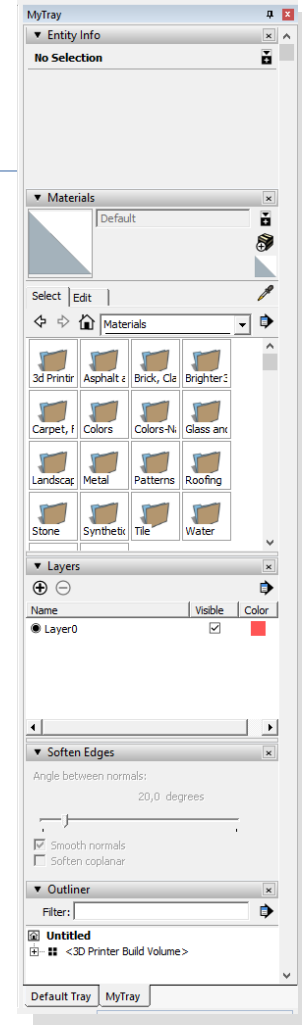 MyTray
Entity Info
No Selection
Materials
Default
Select Edit
Materials
3d Printir Asphalt a Brick, Cla Brighter3
Carpet, F Colors Colors-Na Glass and
Landscap Metal Patterns Roofing
Stone Synthetic Tile Water
Layers
Name Visible Color
Layer0
Soften Edges
Angle between normals:
20,0 degrees
Smooth normals
Soften coplanar
Outliner
Filter:
Untitled
<3D Printer Build Volume>
Default Tray MyTray